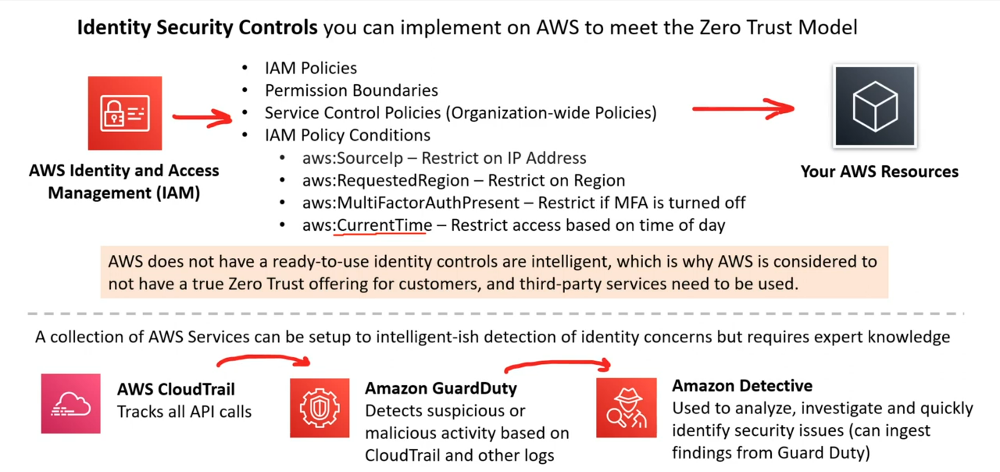 Identity Security Controls you can implement on AWS to meet the Zero Trust Model
AWS Identity and Access
Management (IAM)
• IAM Policies
• Permission Boundaries
• Service Control Policies (Organization-wide Policies)
• IAM Policy Conditions
• aws:SourceIp – Restrict on IP Address
• aws:RequestedRegion – Restrict on Region
• aws:MultiFactorAuthPresent – Restrict if MFA is turned off
• aws:CurrentTime – Restrict access based on time of day
Your AWS Resources
AWS does not have a ready-to-use identity controls are intelligent, which is why AWS is considered to
not have a true Zero Trust offering for customers, and third-party services need to be used.
A collection of AWS Services can be setup to intelligent-ish detection of identity concerns but requires expert knowledge
AWS CloudTrail
Tracks all API calls
Amazon GuardDuty
Detects suspicious or
malicious activity based on
CloudTrail and other logs
Amazon Detective
Used to analyze, investigate and quickly
identify security issues (can ingest
findings from Guard Duty)